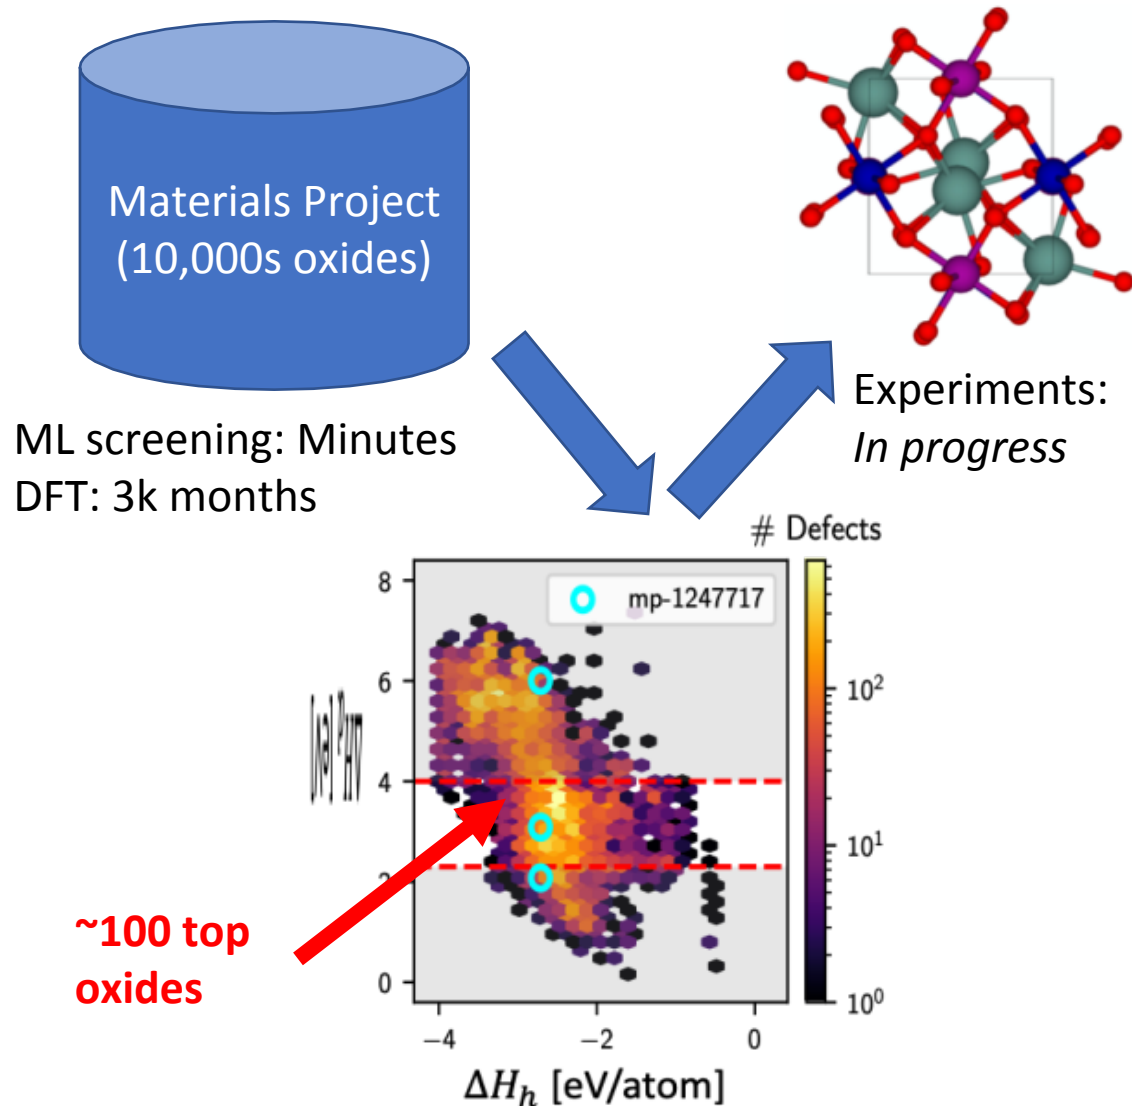 Materials Project
(10,000s oxides)
ML screening: Minutes
DFT: 3k months
Experiments:
In progress
# Defects
mp-1247717
8
6
4
2
0
10²
10¹
10⁰
~100 top
oxides
−4
−2
0
ΔHₕ [eV/atom]